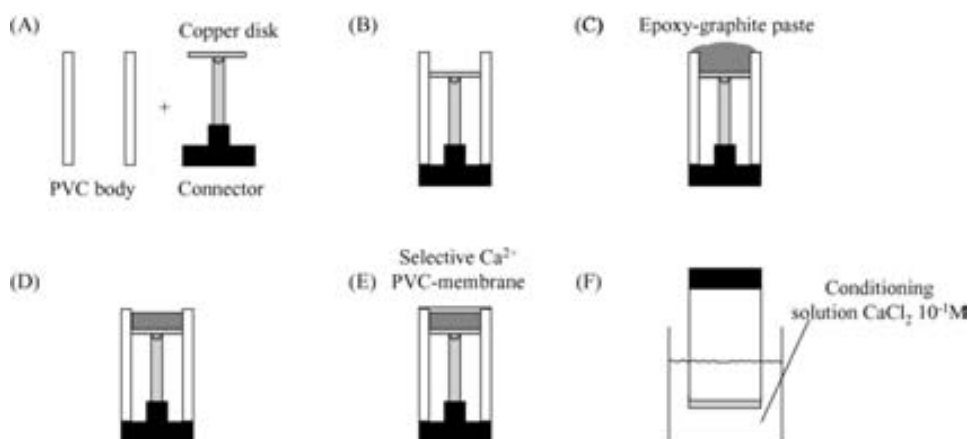 (A)
Copper disk
+
PVC body
Connector
(B)
(C)
Epoxy-graphite paste
(D)
(E)
Selective Ca²⁺
PVC-membrane
(F)
Conditioning
solution CaCl₂ 10⁻¹M